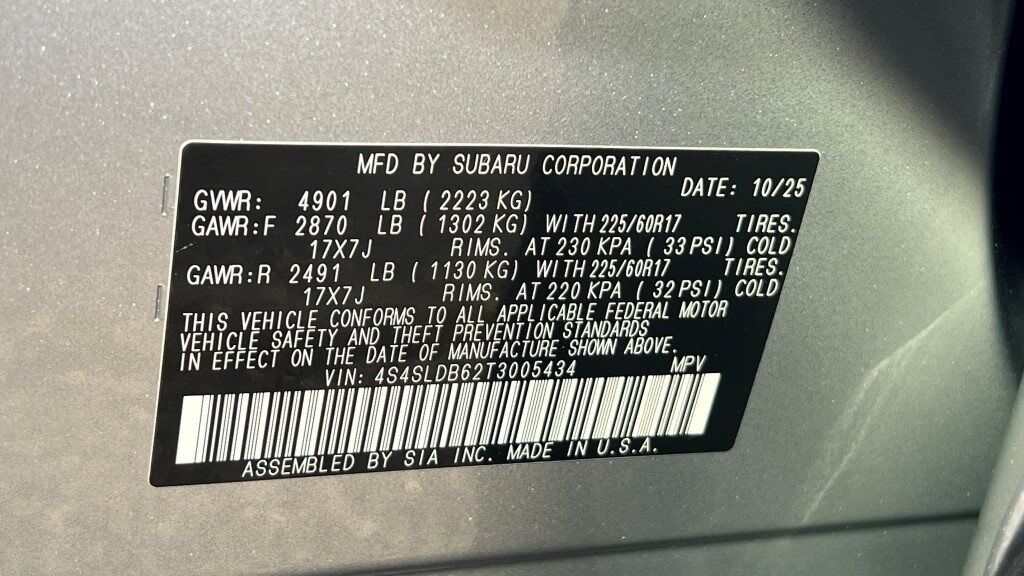 MFD BY SUBARU CORPORATION
DATE: 10/25
GVWR: 4901 LB ( 2223 KG)
GAWR:F 2870 LB ( 1302 KG) WITH 225/60R17 TIRES.
17X7J RIMS. AT 230 KPA ( 33 PSI) COLD
GAWR:R 2491 LB ( 1130 KG) WITH 225/60R17 TIRES.
17X7J RIMS. AT 220 KPA ( 32 PSI) COLD
THIS VEHICLE CONFORMS TO ALL APPLICABLE FEDERAL MOTOR
VEHICLE SAFETY AND THEFT PREVENTION STANDARDS
IN EFFECT ON THE DATE OF MANUFACTURE SHOWN ABOVE.
VIN: 4S4SLDB62T3005434 MPV
ASSEMBLED BY SIA INC. MADE IN U.S.A.